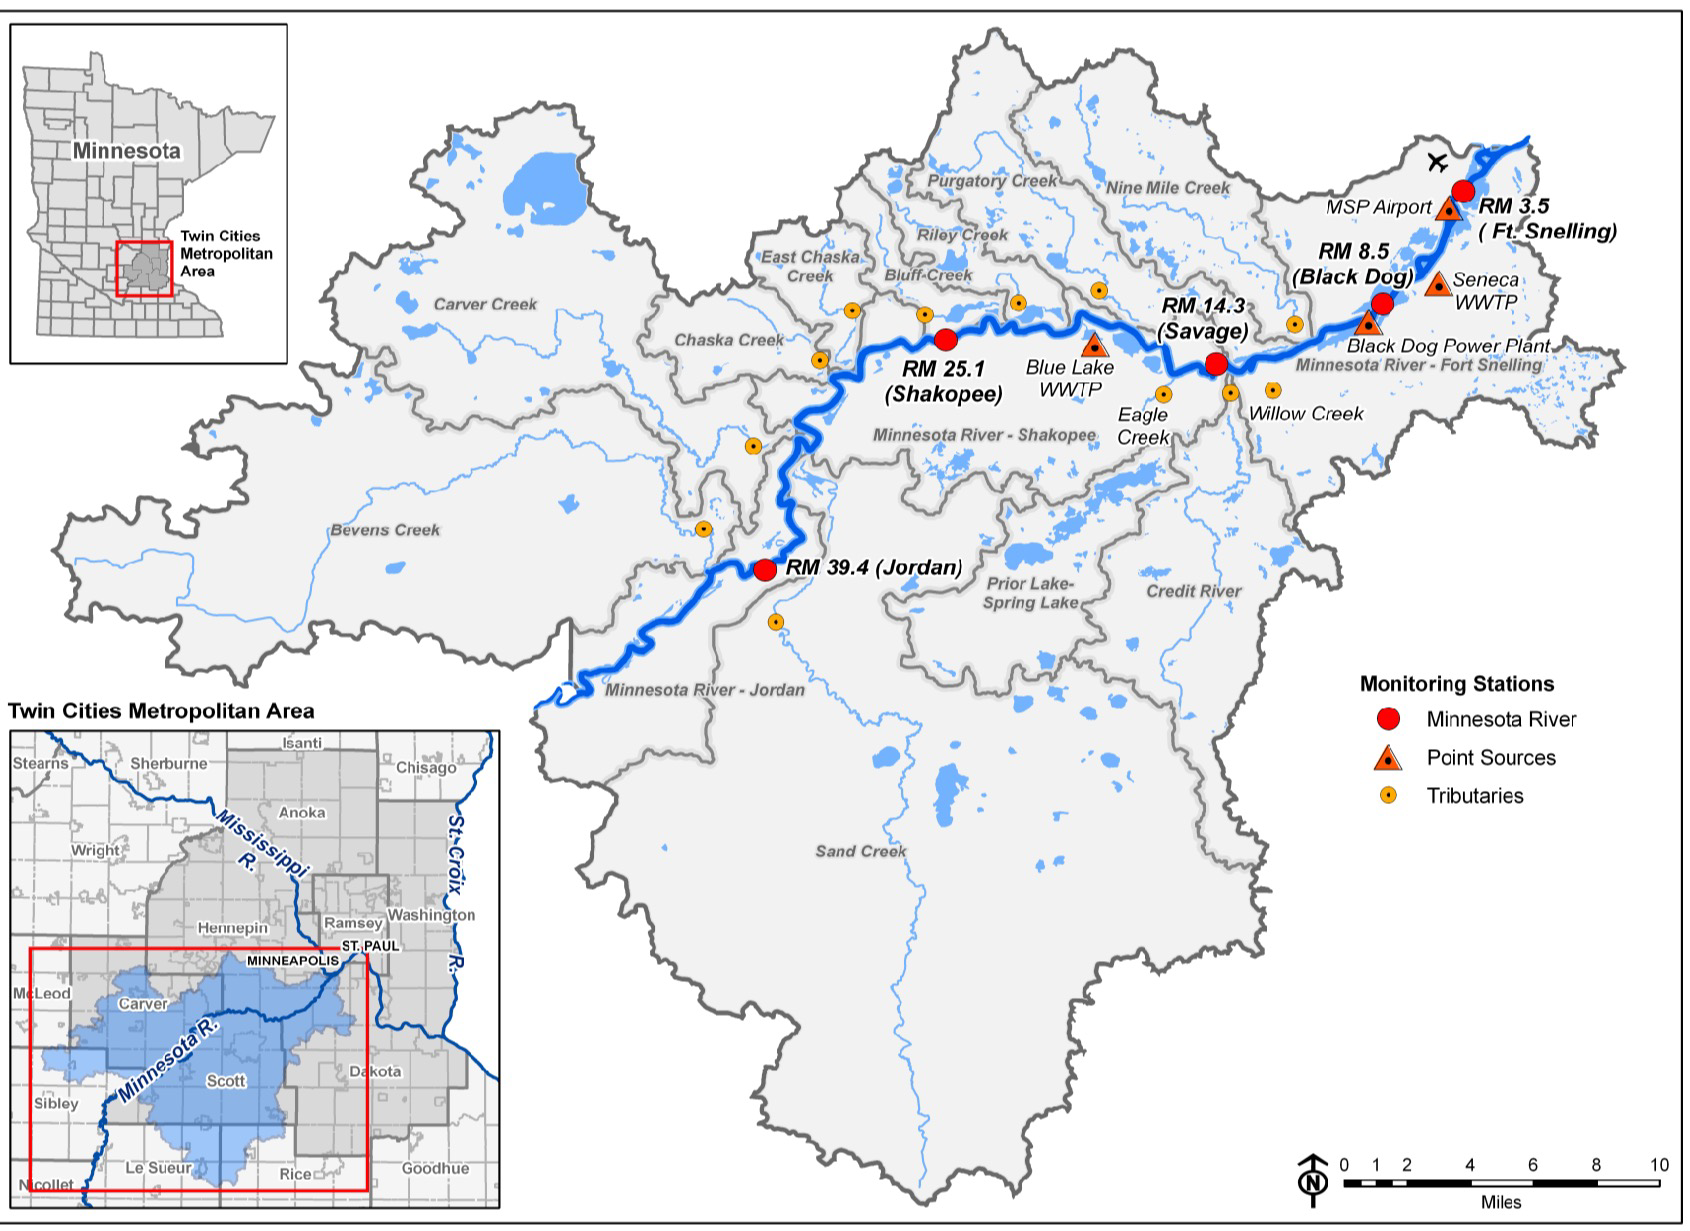 Minnesota
Twin Cities
Metropolitan
Area
Purgatory Creek
Nine Mile Creek
MSP Airport
RM 3.5
( Ft. Snelling)
Riley Creek
RM 8.5
(Black Dog)
East Chaska
Creek
Bluff Creek
Seneca
WWTP
Carver Creek
RM 14.3
(Savage)
Chaska Creek
Black Dog Power Plant
RM 25.1
(Shakopee)
Blue Lake
WWTP
Minnesota River - Fort Snelling
Eagle
Creek
Willow Creek
Minnesota River - Shakopee
Bevens Creek
RM 39.4 (Jordan)
Prior Lake-
Spring Lake
Credit River
Minnesota River - Jordan
Sand Creek
Monitoring Stations
Minnesota River
Point Sources
Tributaries
Twin Cities Metropolitan Area
Isanti
Stearns
Sherburne
Chisago
Anoka
Mississippi
R.
St. Croix
R.
Wright
Hennepin
Ramsey
Washington
ST. PAUL
MINNEAPOLIS
McLeod
Carver
Minnesota R.
Scott
Dakota
Sibley
Le Sueur
Rice
Goodhue
Nicollet
N
0 1 2 4 6 8 10
Miles